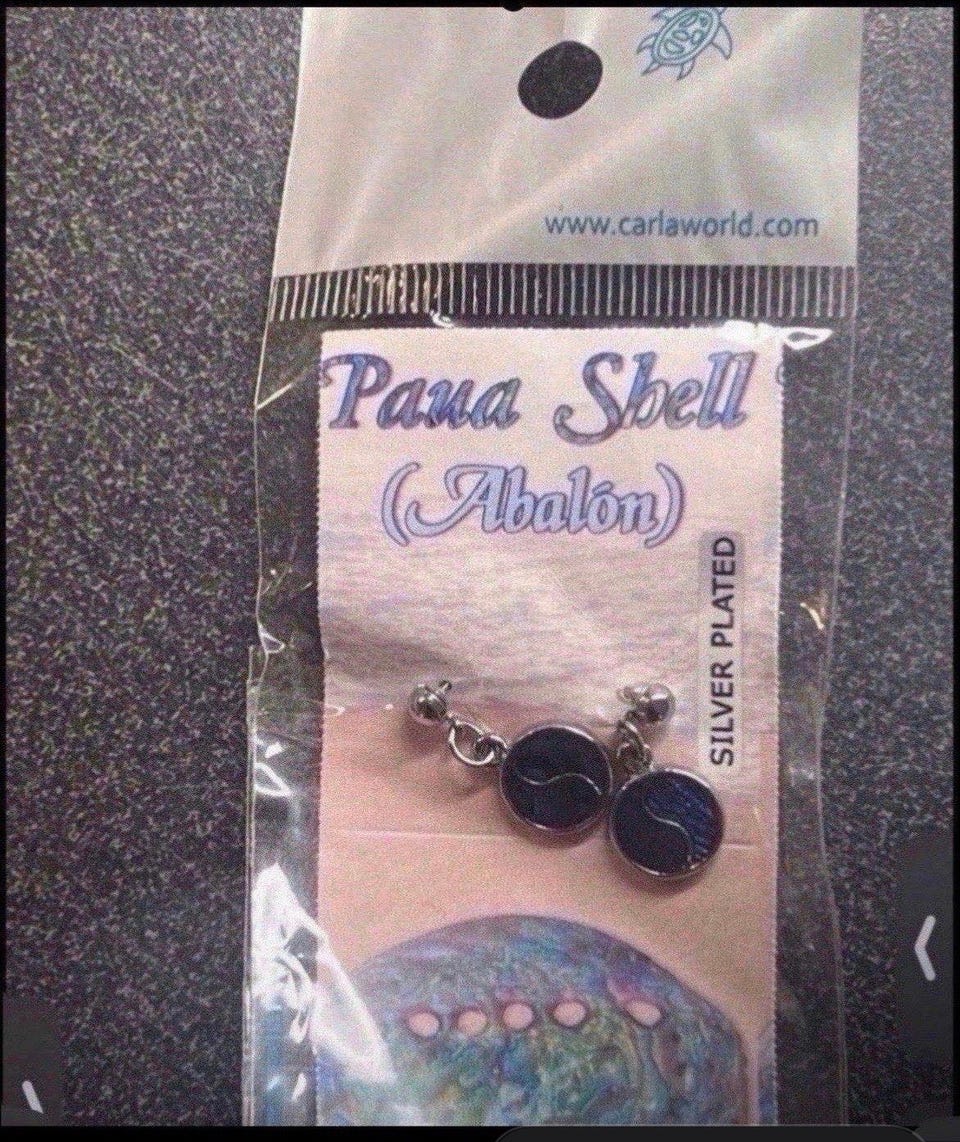 www.carlaworld.com
Paua Shell
(Abalón)
SILVER PLATED